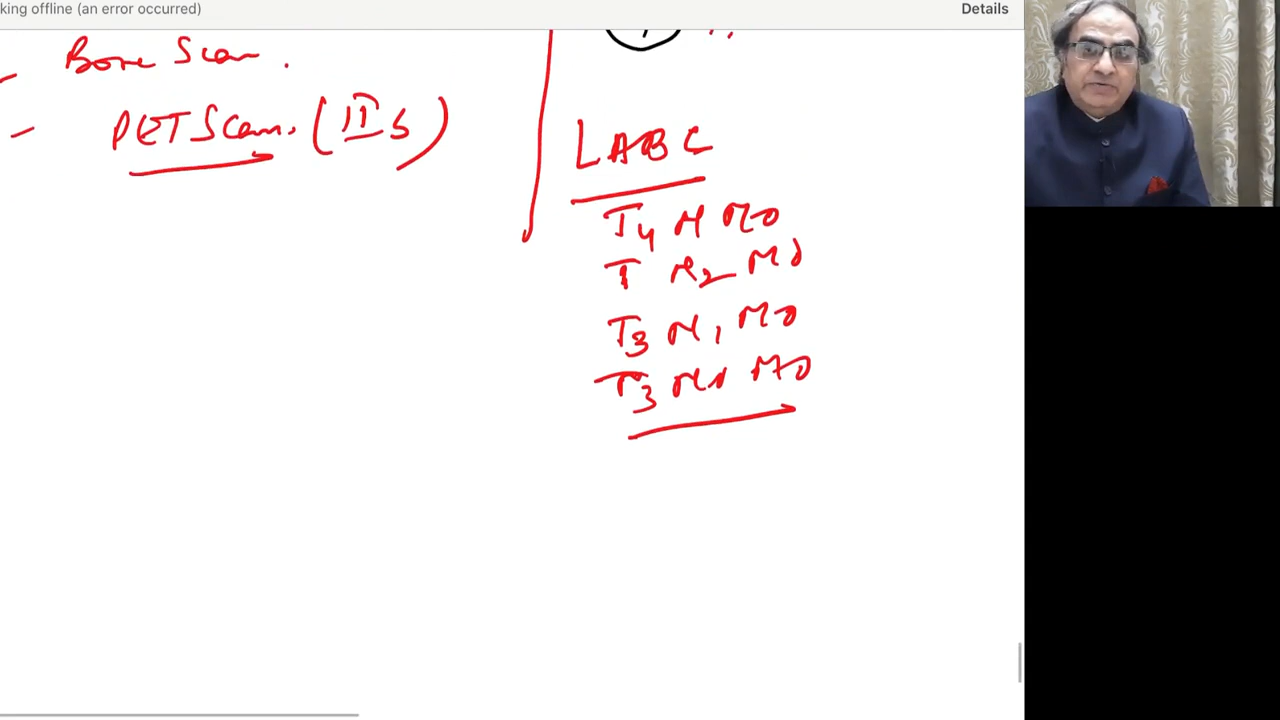 king offline (an error occurred)
Details
Bone Scan.
- PET Scan. (II S)
LABC
T4 N M0
T N2 M0
T3 N1 M0
T3 N1 M0